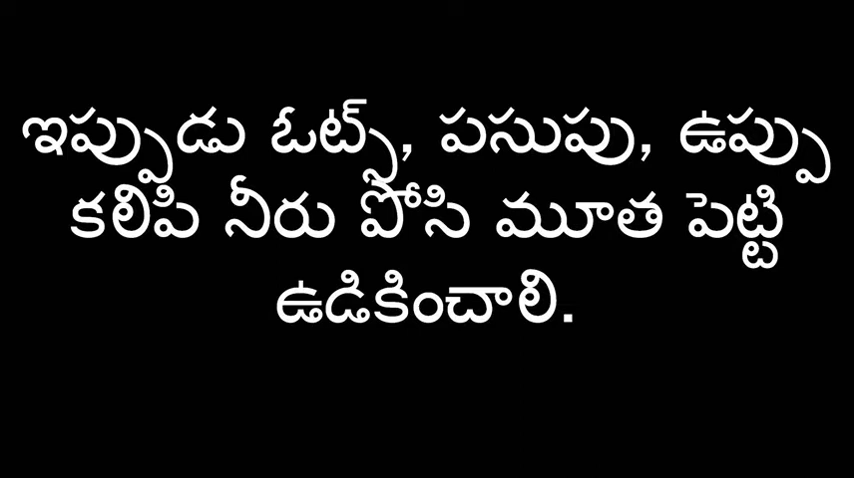 ఇప్పుడు ఓట్స్, పసుపు, ఉప్పు
కలిపి నీరు పోసి మూత పెట్టి
ఉడికించాలి.